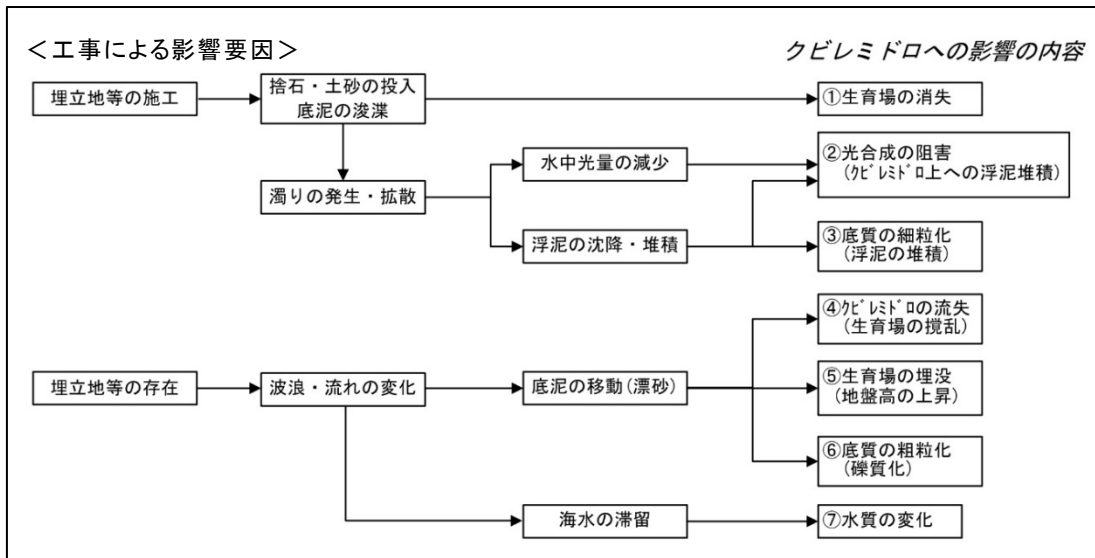 ＜工事による影響要因＞
クビレミドロへの影響の内容
埋立地等の施工
捨石・土砂の投入
底泥の浚渫
①生育場の消失
水中光量の減少
②光合成の阻害
(ｸﾋﾞﾚﾐﾄﾞﾛ上への浮泥堆積)
濁りの発生・拡散
浮泥の沈降・堆積
③底質の細粒化
(浮泥の堆積)
④ｸﾋﾞﾚﾐﾄﾞﾛの流失
(生育場の撹乱)
埋立地等の存在
波浪・流れの変化
底泥の移動(漂砂)
⑤生育場の埋没
(地盤高の上昇)
⑥底質の粗粒化
(礫質化)
海水の滞留
⑦水質の変化